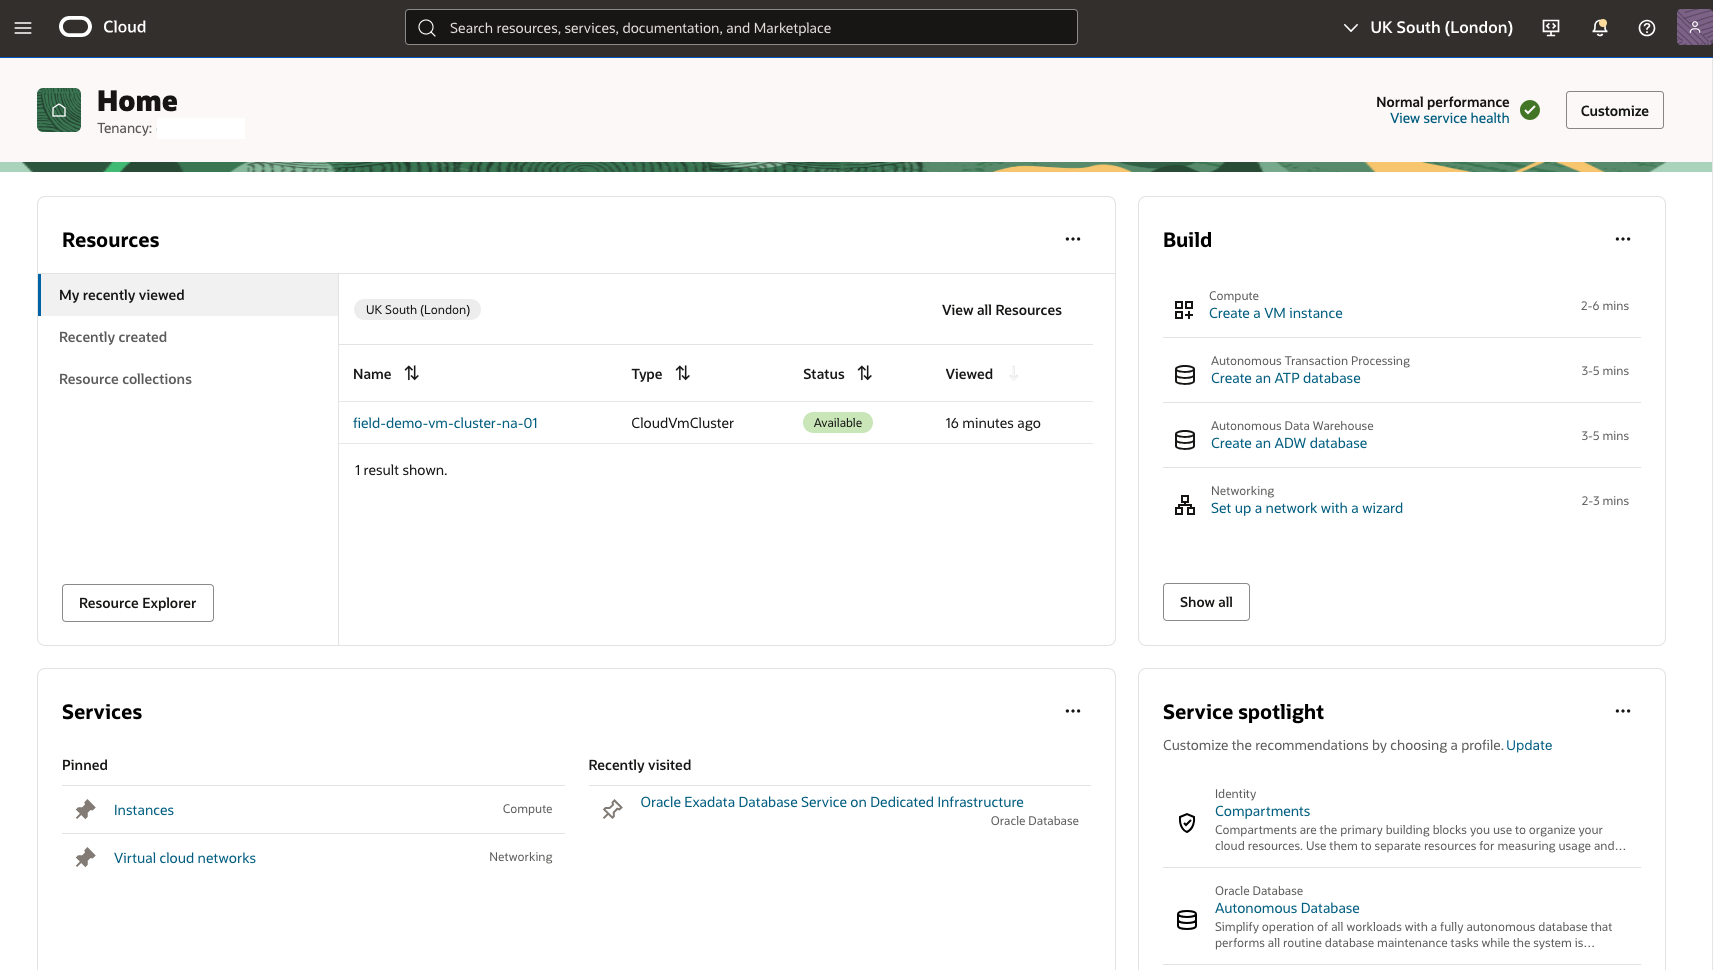 Cloud
Search resources, services, documentation, and Marketplace
UK South (London)
Home
Tenancy:
Normal performance
View service health
Customize
Resources
My recently viewed
Recently created
Resource collections
Resource Explorer
UK South (London)
View all Resources
Name Type Status Viewed
field-demo-vm-cluster-na-01 CloudVmCluster Available 16 minutes ago
1 result shown.
Build
Compute
Create a VM instance
2-6 mins
Autonomous Transaction Processing
Create an ATP database
3-5 mins
Autonomous Data Warehouse
Create an ADW database
3-5 mins
Networking
Set up a network with a wizard
2-3 mins
Show all
Services
Pinned
Instances Compute
Virtual cloud networks Networking
Recently visited
Oracle Exadata Database Service on Dedicated Infrastructure
Oracle Database
Service spotlight
Customize the recommendations by choosing a profile. Update
Identity
Compartments
Compartments are the primary building blocks you use to organize your
cloud resources. Use them to separate resources for measuring usage and...
Oracle Database
Autonomous Database
Simplify operation of all workloads with a fully autonomous database that
performs all routine database maintenance tasks while the system is...